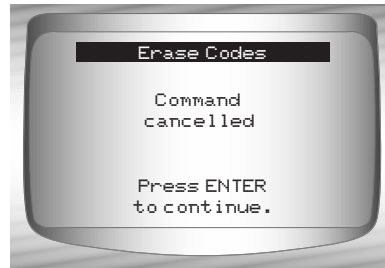 Erase Codes
Command
cancelled
Press ENTER
to continue.